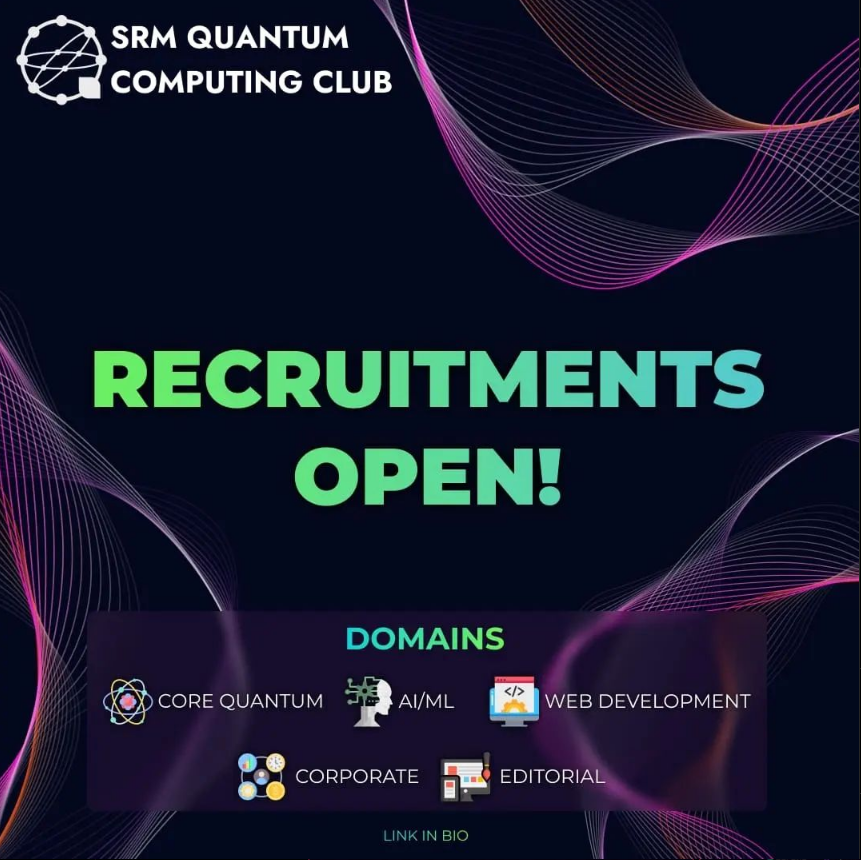 SRM QUANTUM
COMPUTING CLUB
RECRUITMENTS
OPEN!
DOMAINS
CORE QUANTUM AI/ML </> WEB DEVELOPMENT
CORPORATE EDITORIAL
LINK IN BIO